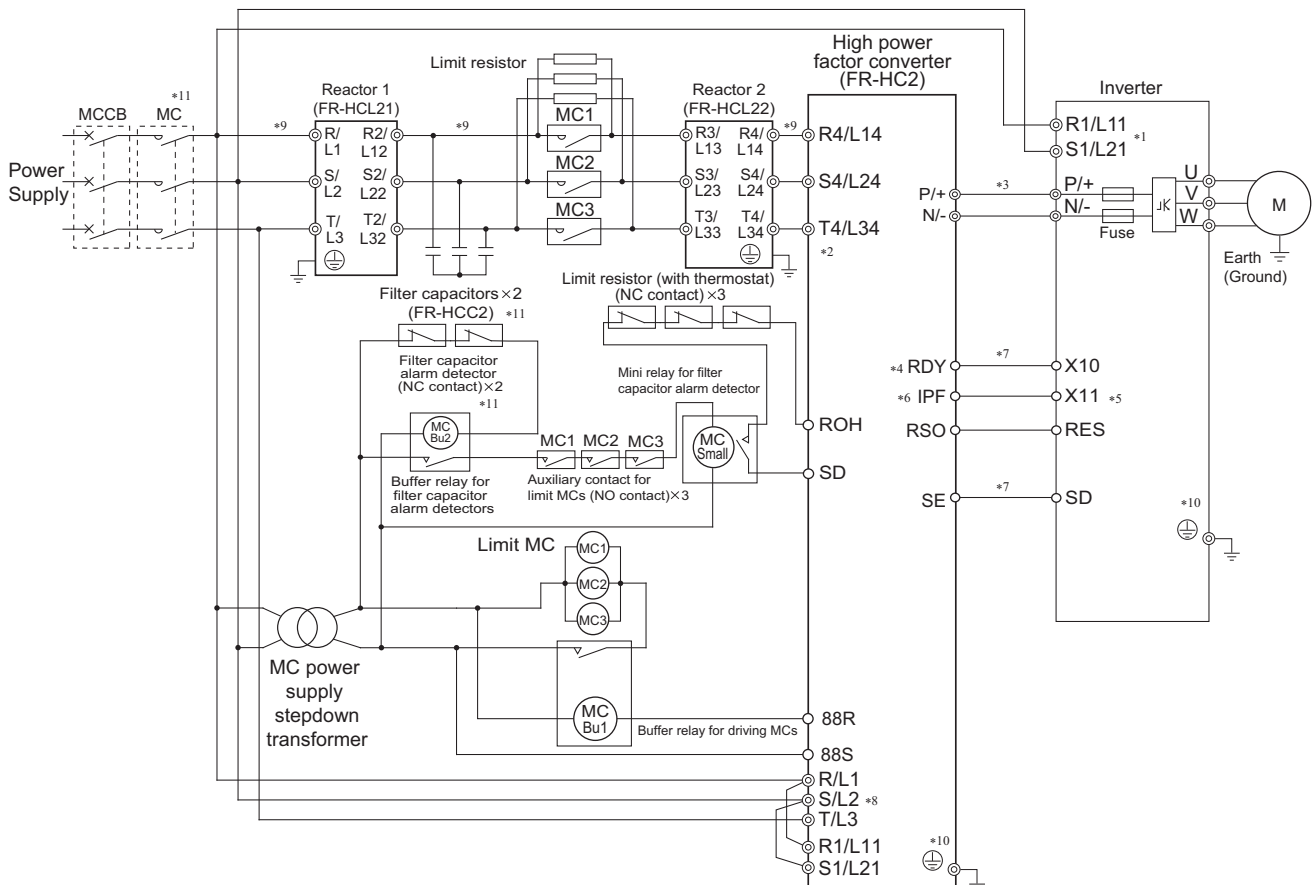 High power
factor converter
(FR-HC2)
Limit resistor
Inverter
Reactor 1
(FR-HCL21)
Reactor 2
(FR-HCL22)
MCCB
MC
*11
*9
*9
*9
MC1
MC2
MC3
R/
L1
R2/
L12
S/
L2
S2/
L22
T/
L3
T2/
L32
R3/
L13
R4/
L14
S3/
L23
S4/
L24
T3/
L33
T4/
L34
R4/L14
S4/L24
T4/L34
*2
Power
Supply
R1/L11
*1
S1/L21
P/+
*3
P/+
N/-
N/-
Fuse
U
V
W
M
Earth
(Ground)
Limit resistor (with thermostat)
(NC contact)×3
Filter capacitors×2
(FR-HCC2)
*11
Filter capacitor
alarm detector
(NC contact)×2
*11
Mini relay for filter
capacitor alarm detector
MC
Bu2
MC1
MC2
MC3
MC
Small
Buffer relay for
filter capacitor
alarm detectors
Auxiliary contact for
limit MCs (NO contact)×3
ROH
SD
*4 RDY
*7
X10
*6 IPF
X11 *5
RSO
RES
SE
*7
SD
*10
Limit MC
MC1
MC2
MC3
MC power
supply
stepdown
transformer
MC
Bu1
Buffer relay for driving MCs
88R
88S
R/L1
S/L2 *8
T/L3
R1/L11
S1/L21
*10